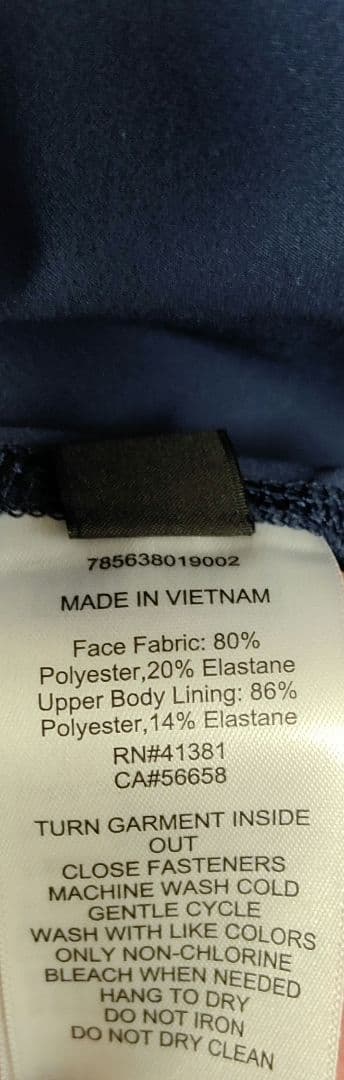 785638019002
MADE IN VIETNAM
Face Fabric: 80%
Polyester,20% Elastane
Upper Body Lining: 86%
Polyester,14% Elastane
RN#41381
CA#56658
TURN GARMENT INSIDE
OUT
CLOSE FASTENERS
MACHINE WASH COLD
GENTLE CYCLE
WASH WITH LIKE COLORS
ONLY NON-CHLORINE
BLEACH WHEN NEEDED
HANG TO DRY
DO NOT IRON
DO NOT DRY CLEAN